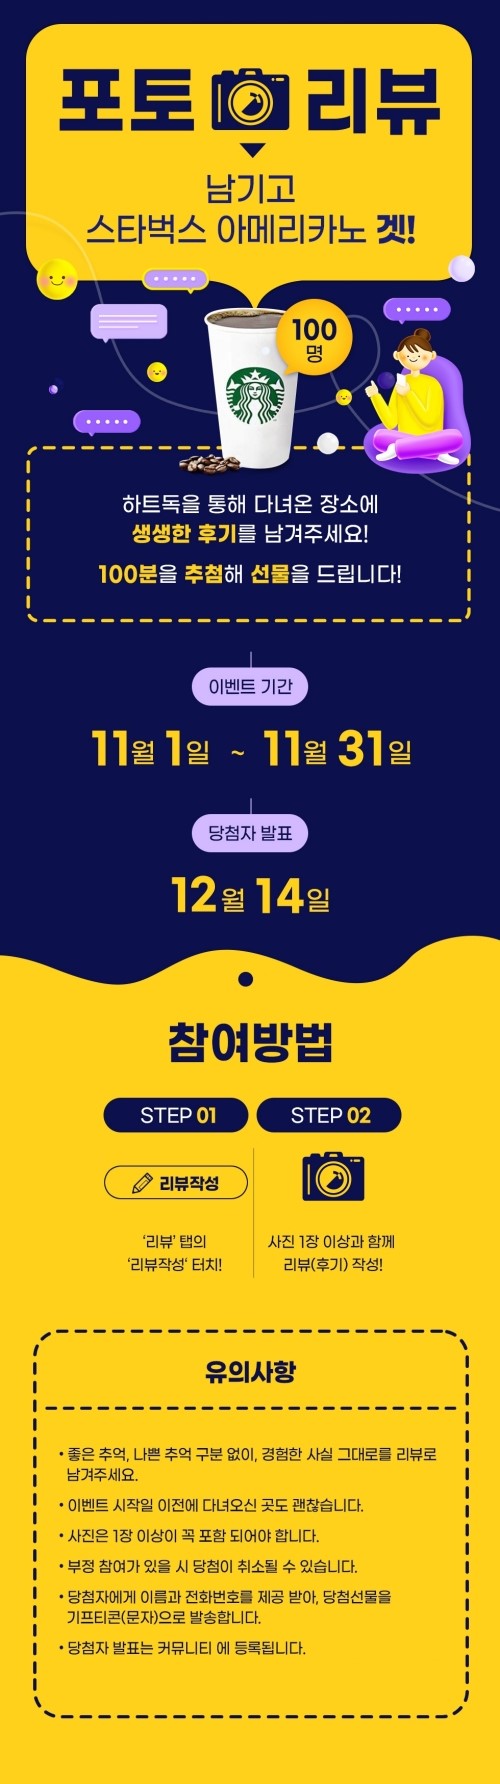 포토 리뷰
남기고
스타벅스 아메리카노 겟!
100
명
하트독을 통해 다녀온 장소에
생생한 후기를 남겨주세요!
100분을 추첨해 선물을 드립니다!
이벤트 기간
11월 1일 ~ 11월 31일
당첨자 발표
12월 14일
참여방법
STEP 01 STEP 02
리뷰작성
‘리뷰’ 탭의
‘리뷰작성‘ 터치!
사진 1장 이상과 함께
리뷰(후기) 작성!
유의사항
• 좋은 추억, 나쁜 추억 구분 없이, 경험한 사실 그대로를 리뷰로
남겨주세요.
• 이벤트 시작일 이전에 다녀오신 곳도 괜찮습니다.
• 사진은 1장 이상이 꼭 포함 되어야 합니다.
• 부정 참여가 있을 시 당첨이 취소될 수 있습니다.
• 당첨자에게 이름과 전화번호를 제공 받아, 당첨선물을
기프티콘(문자)으로 발송합니다.
• 당첨자 발표는 커뮤니티 에 등록됩니다.